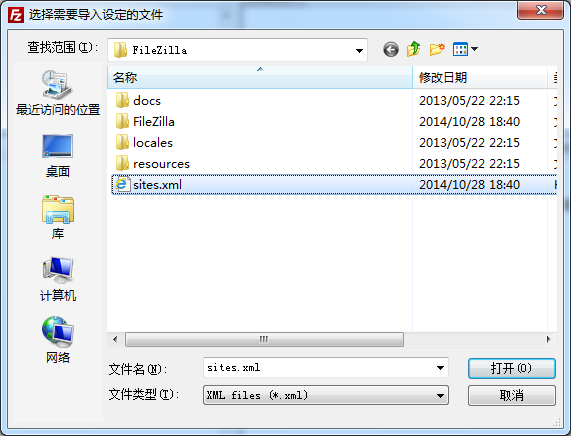 Fz 选择需要导入设定的文件
查找范围(I): FileZilla
名称 修改日期
docs 2013/05/22 22:15
FileZilla 2014/10/28 18:40
locales 2013/05/22 22:15
resources 2013/05/22 22:15
sites.xml 2014/10/28 18:40
最近访问的位置
桌面
库
计算机
网络
文件名(N): sites.xml 打开(O)
文件类型(T): XML files (*.xml) 取消